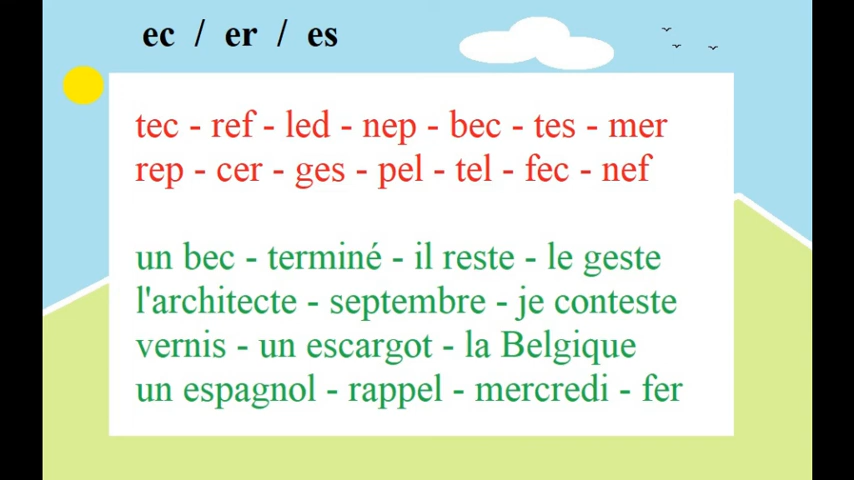 ec / er / es
tec - ref - led - nep - bec - tes - mer
rep - cer - ges - pel - tel - fec - nef
un bec - terminé - il reste - le geste
l'architecte - septembre - je conteste
vernis - un escargot - la Belgique
un espagnol - rappel - mercredi - fer